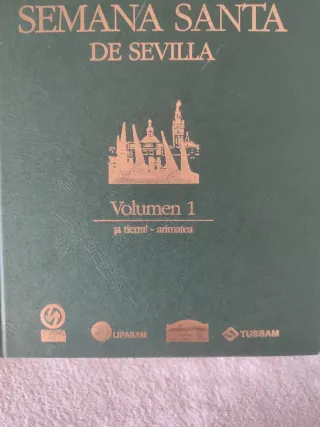 SEMANA SANTA
DE SEVILLA
Volumen 1
¡a tierra! - arimatea
LIPASAM
TUSSAM